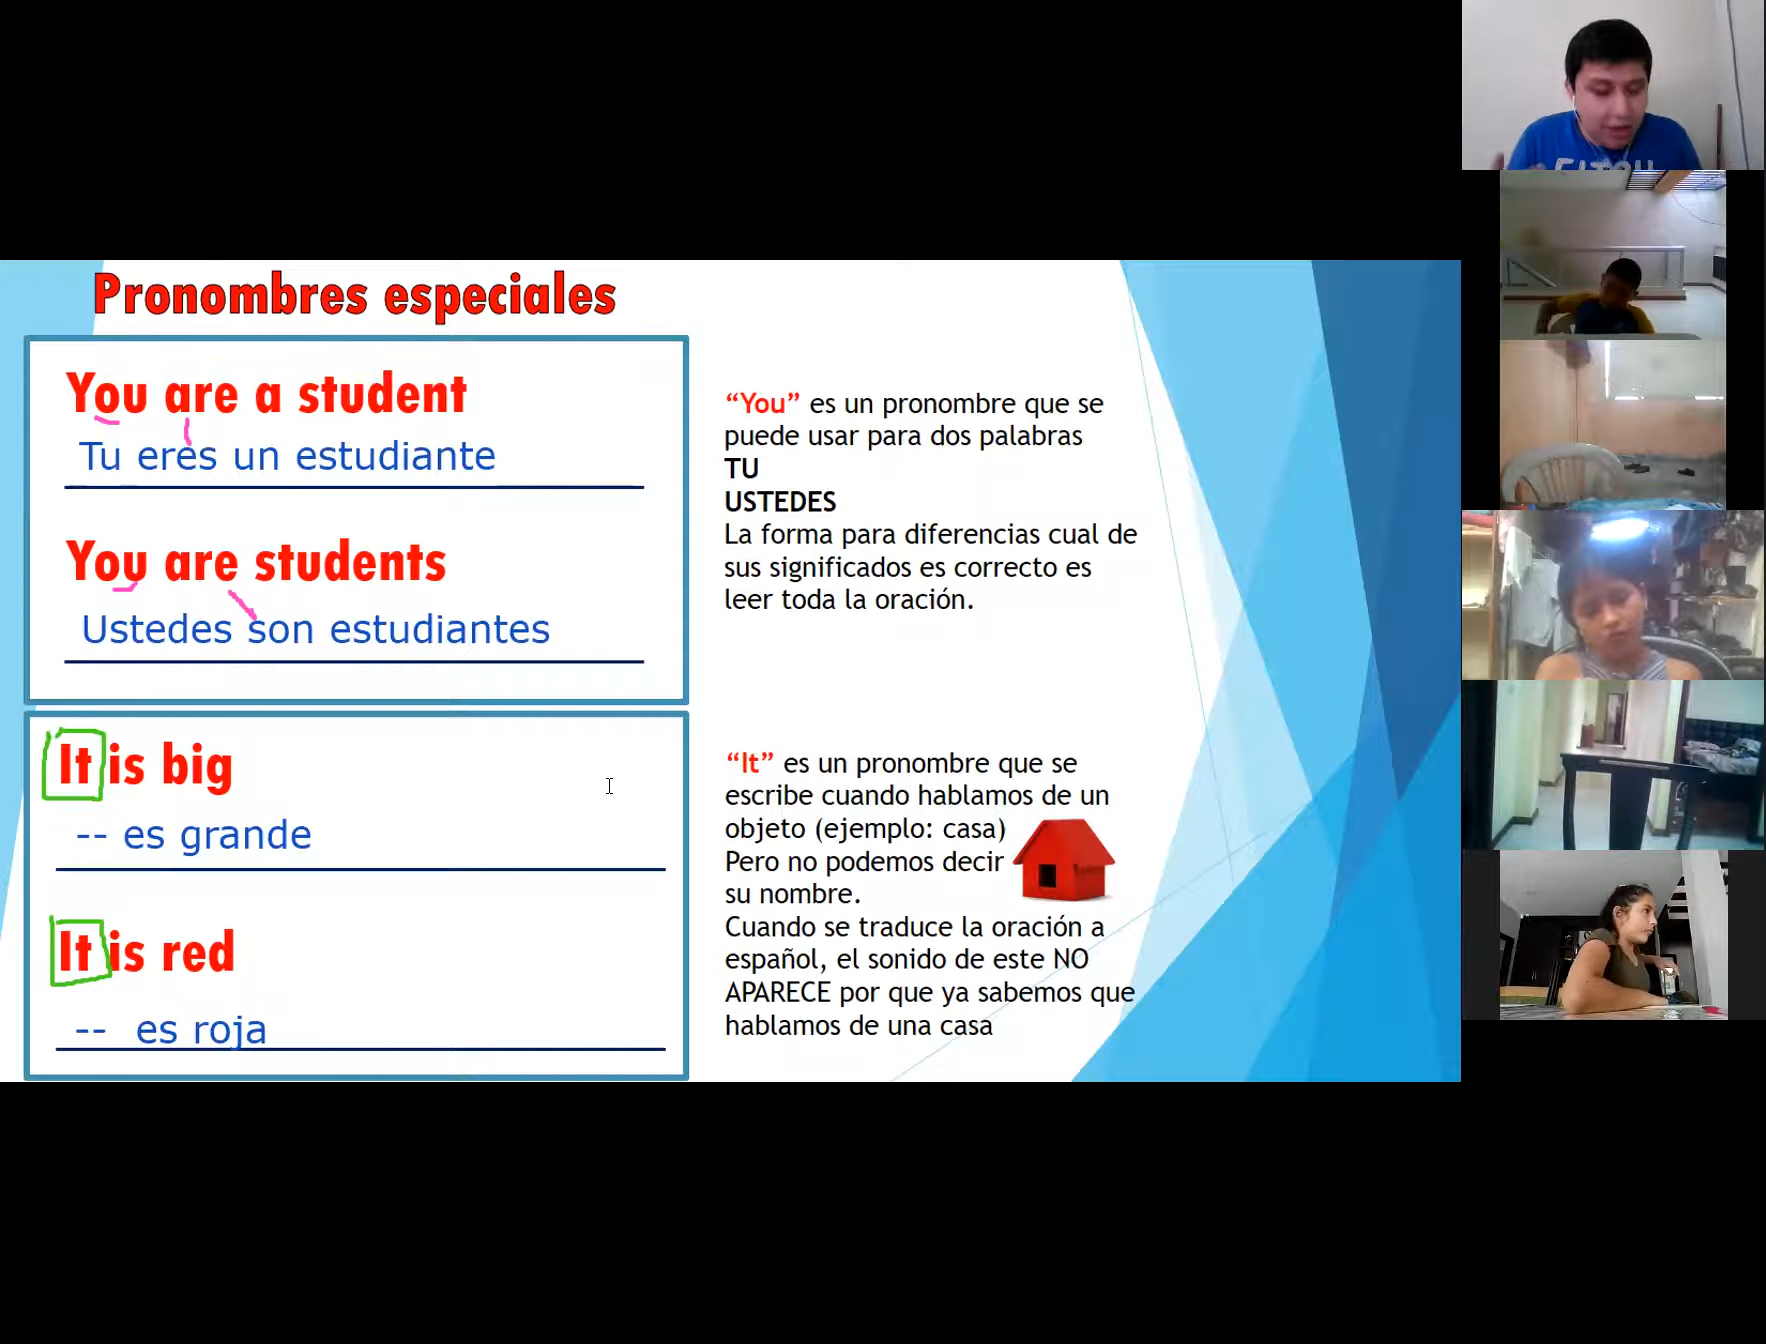 Pronombres especiales
You are a student
Tu eres un estudiante
You are students
Ustedes son estudiantes
It is big
-- es grande
It is red
-- es roja
“You” es un pronombre que se
puede usar para dos palabras
TU
USTEDES
La forma para diferencias cual de
sus significados es correcto es
leer toda la oración.
“It” es un pronombre que se
escribe cuando hablamos de un
objeto (ejemplo: casa)
Pero no podemos decir
su nombre.
Cuando se traduce la oración a
español, el sonido de este NO
APARECE por que ya sabemos que
hablamos de una casa